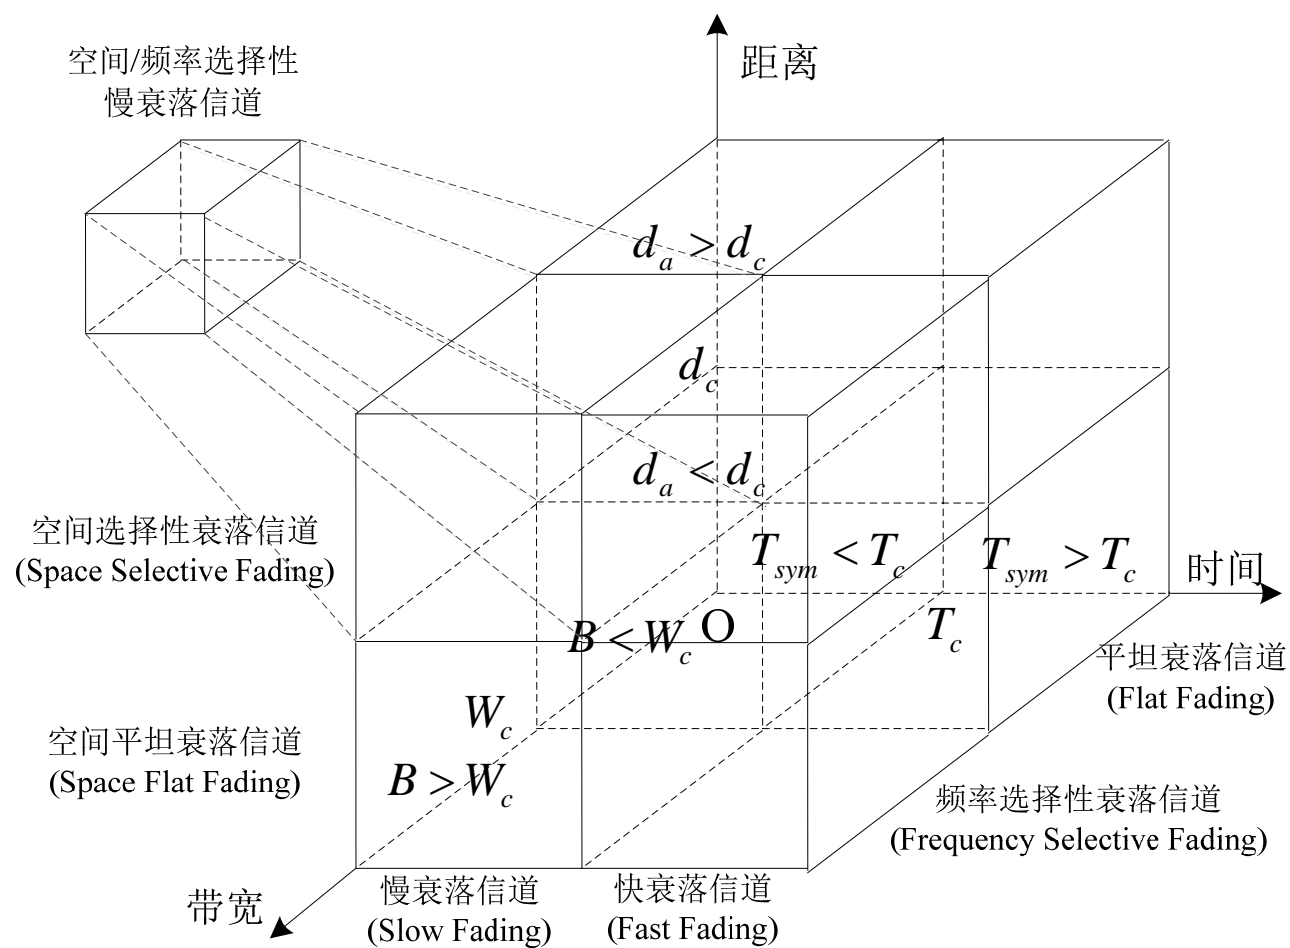 距离
空间/频率选择性
慢衰落信道
d_a > d_c
d_c
d_a < d_c
空间选择性衰落信道
(Space Selective Fading)
T_sym < T_c
T_sym > T_c
时间
B < W_c
O
T_c
平坦衰落信道
(Flat Fading)
W_c
空间平坦衰落信道
(Space Flat Fading)
B > W_c
频率选择性衰落信道
(Frequency Selective Fading)
带宽
慢衰落信道
(Slow Fading)
快衰落信道
(Fast Fading)